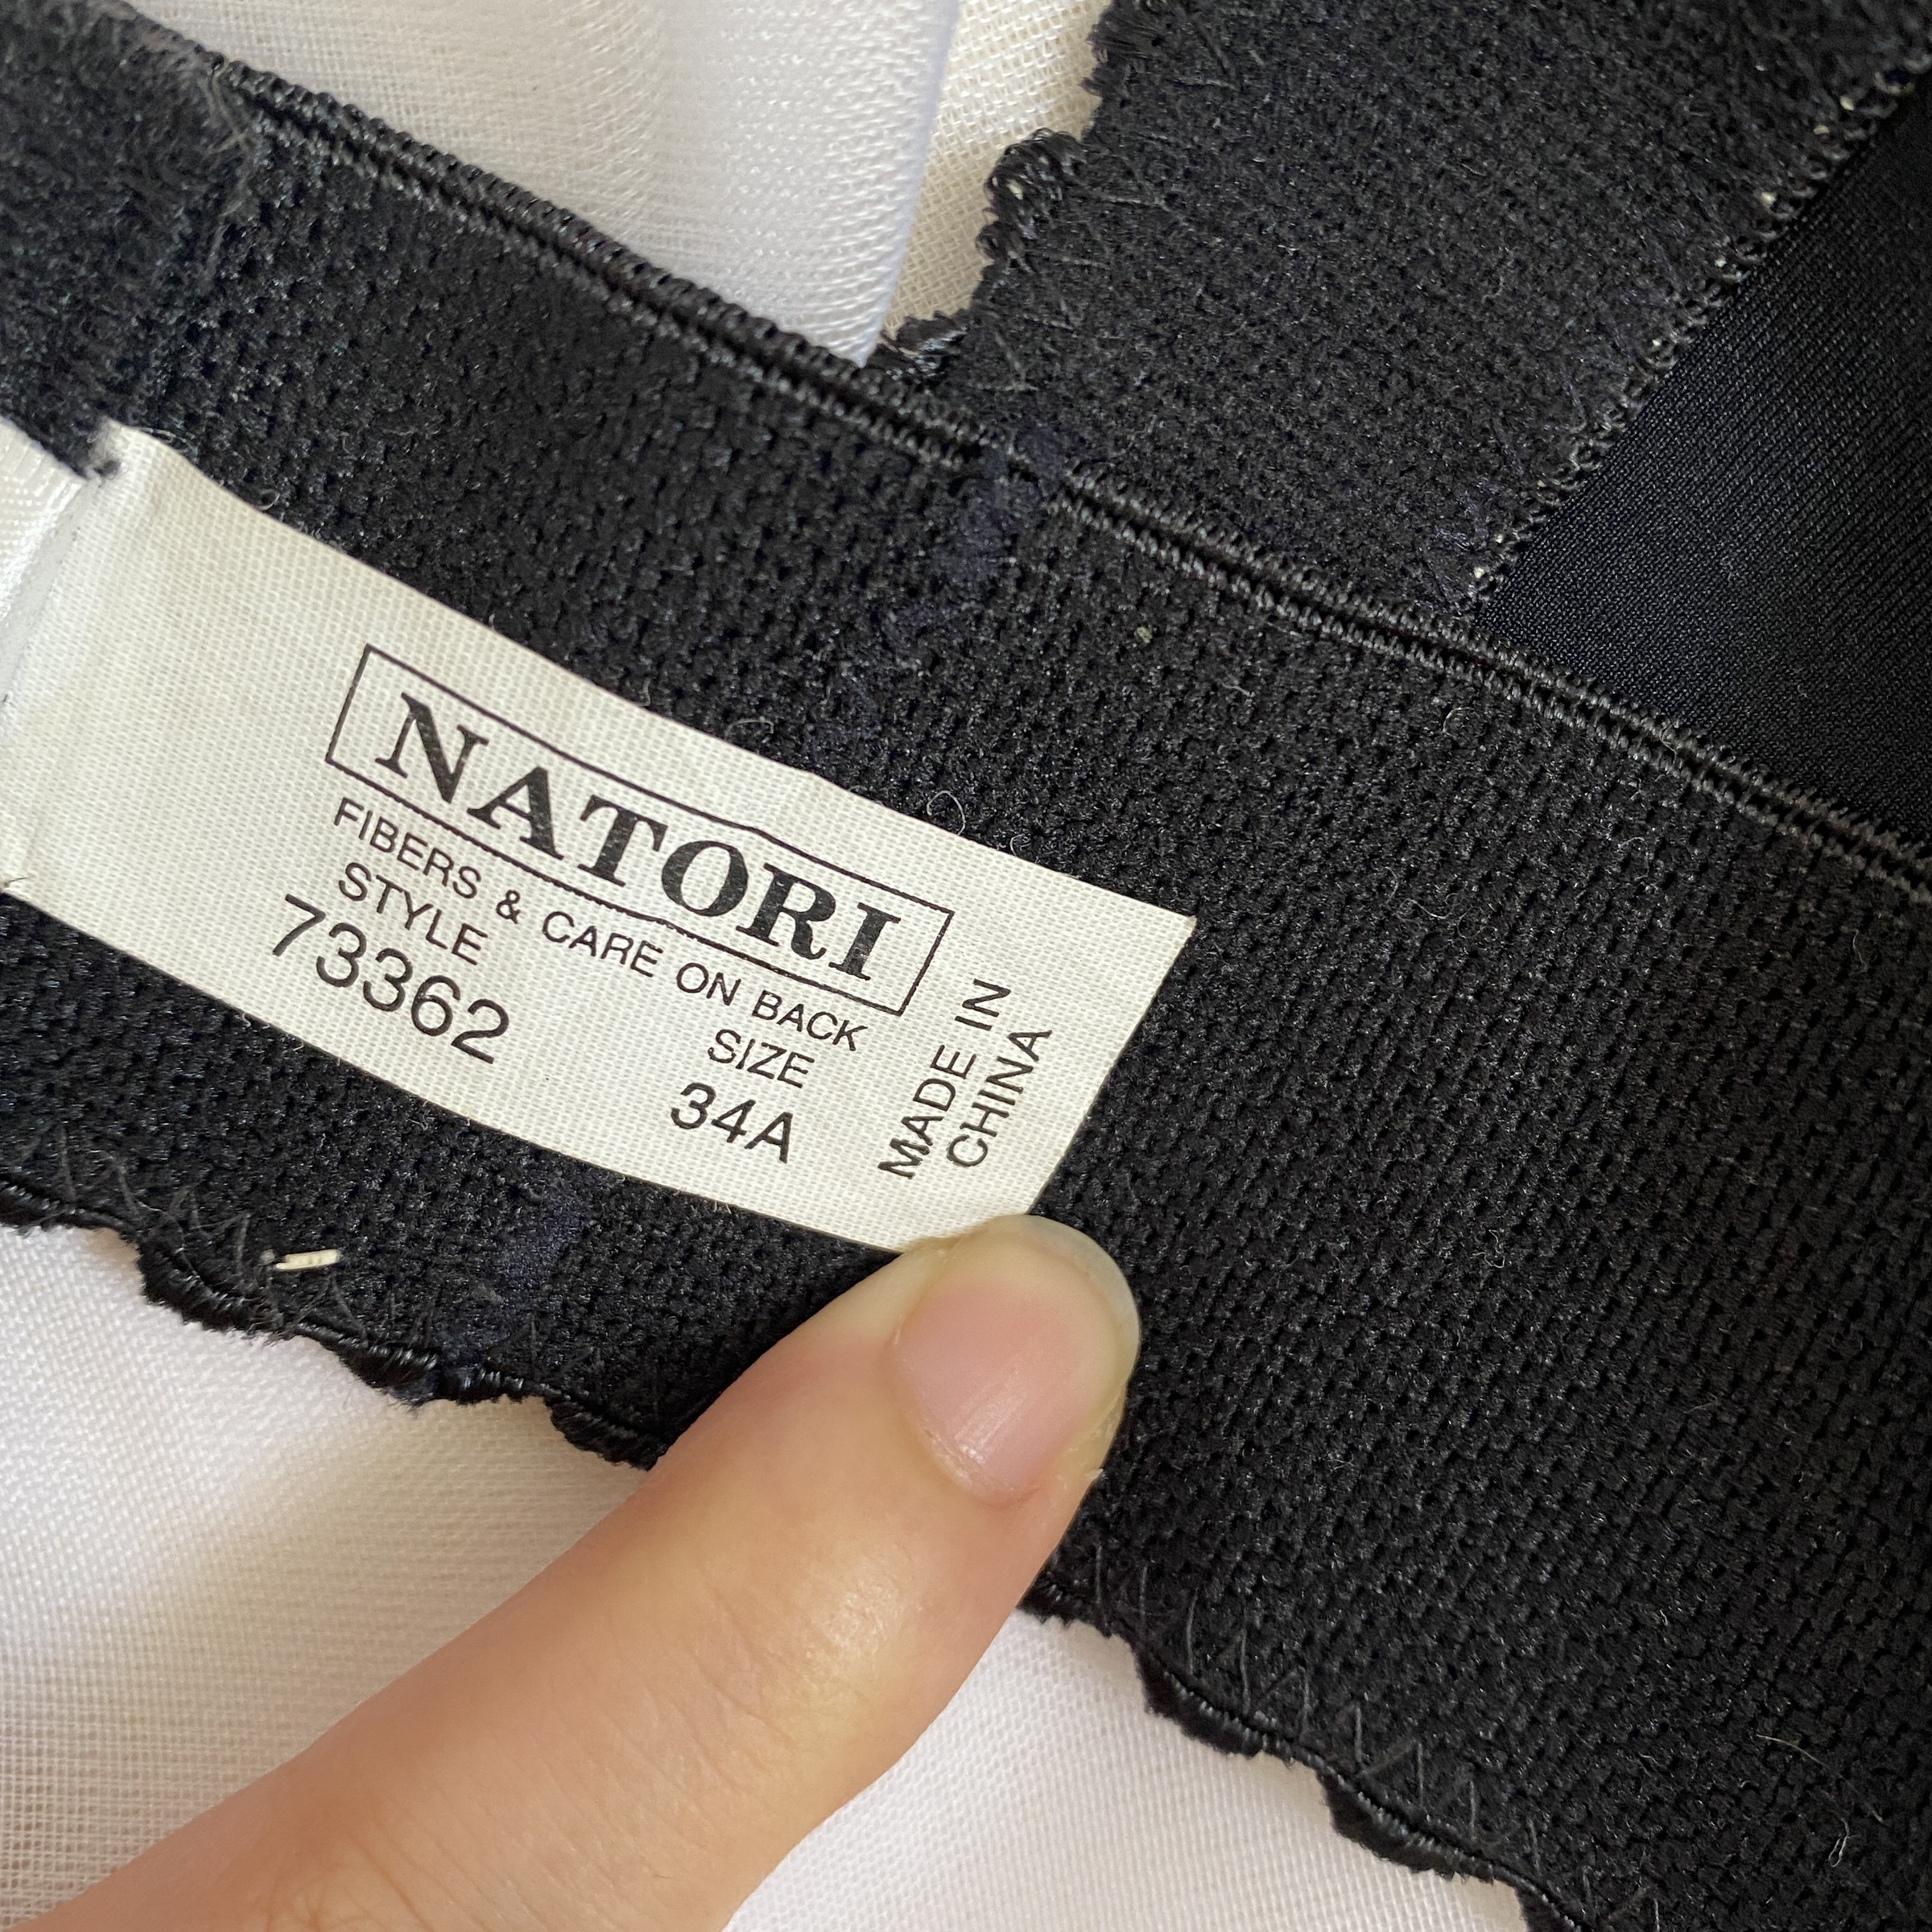 NATORI
FIBERS & CARE ON BACK
STYLE
73362
SIZE
34A
MADE IN
CHINA